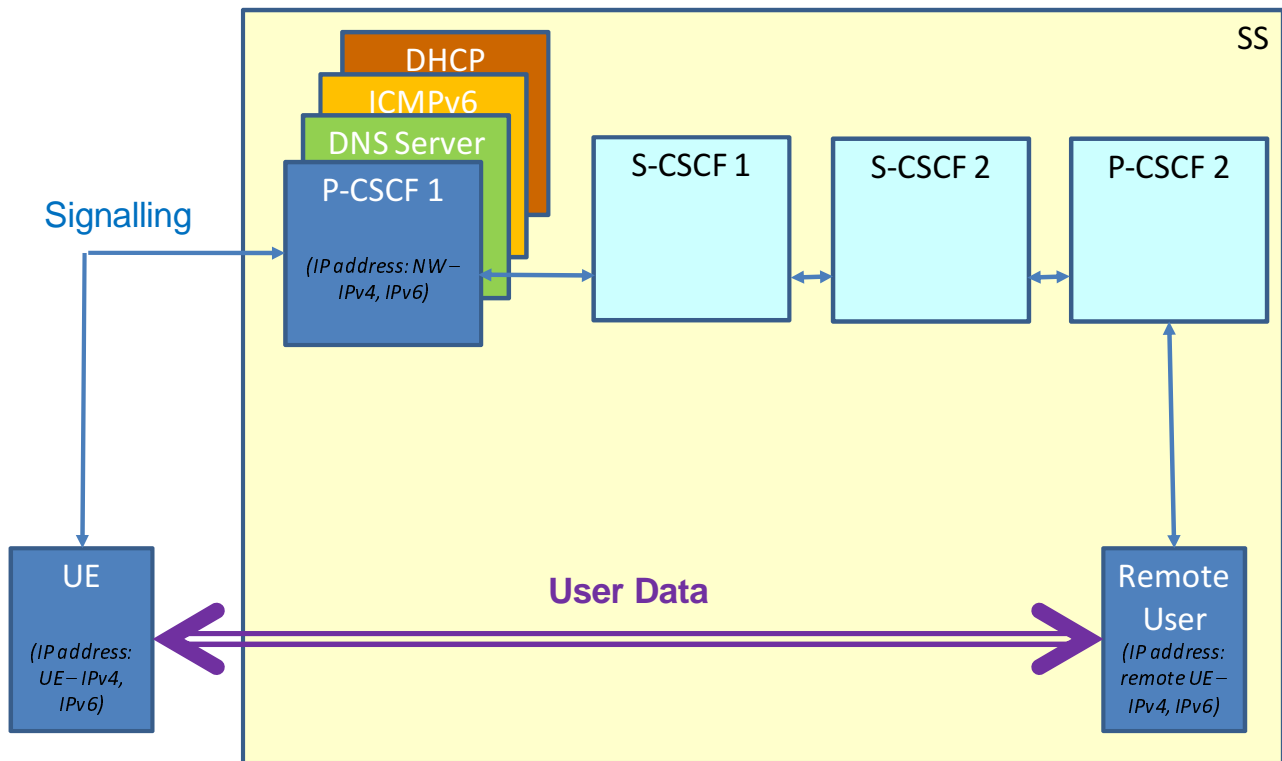 SS
DHCP
ICMPv6
DNS Server
P-CSCF 1
(IP address: NW –
IPv4, IPv6)
S-CSCF 1
S-CSCF 2
P-CSCF 2
Signalling
UE
(IP address:
UE – IPv4,
IPv6)
User Data
Remote
User
(IP address:
remote UE –
IPv4, IPv6)